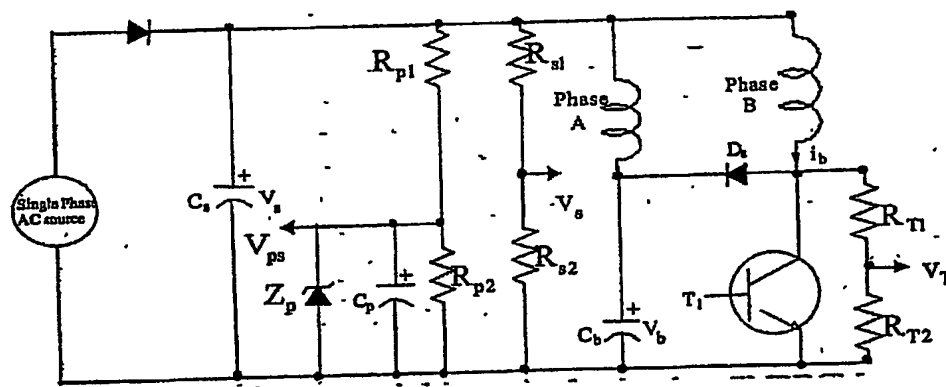 Single Phase
AC source
C_s
+
V_s
R_p1
V_ps
Z_p
C_p
+
R_p2
R_s1
V_s
R_s2
Phase
A
Phase
B
D_s
i_b
C_b
+
V_b
T_1
R_T1
V_T
R_T2